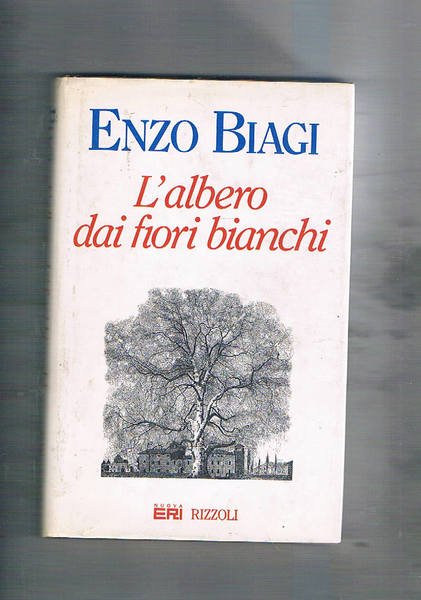 ENZO BIAGI
L'albero
dai fiori bianchi
NUOVA
ERI RIZZOLI